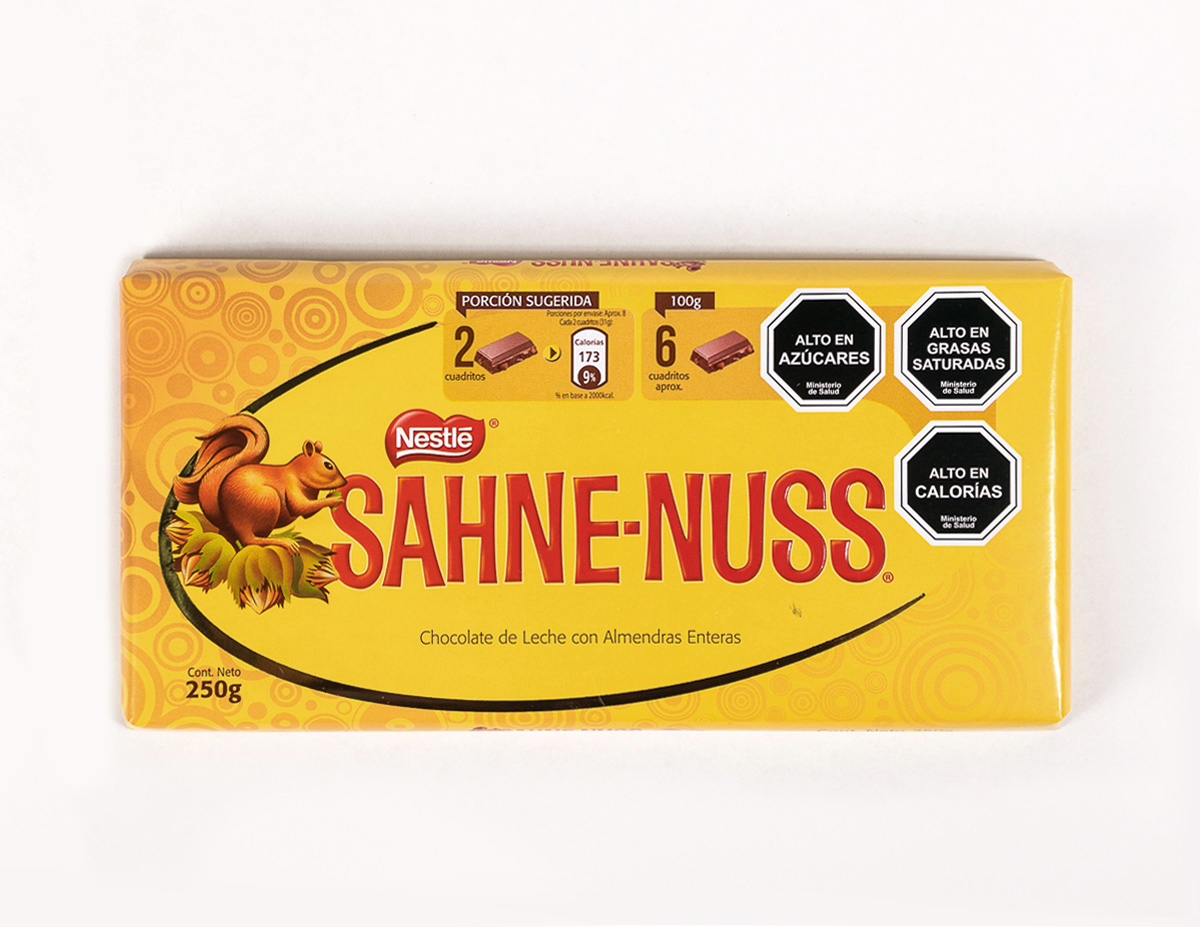 SAHNE-NUSS
PORCIÓN SUGERIDA
Porciones por envase: Aprox. 8
Cada 2 cuadritos (31g)
2
cuadritos
Calorías
173
9%
% en base a 2000kcal.
100g
6
cuadritos
aprox.
ALTO EN
AZÚCARES
Ministerio
de Salud
ALTO EN
GRASAS
SATURADAS
Ministerio
de Salud
ALTO EN
CALORÍAS
Ministerio
de Salud
Nestlé ®
SAHNE-NUSS ®
Chocolate de Leche con Almendras Enteras
Cont. Neto
250g